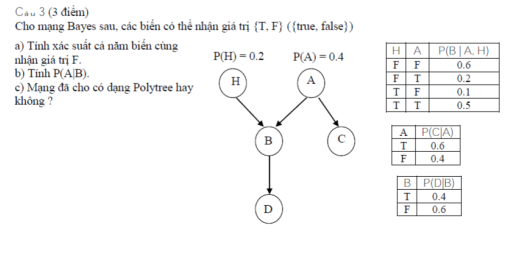 Câu 3 (3 điểm)
Cho mạng Bayes sau, các biến có thể nhận giá trị {T, F} ({true, false})
a) Tính xác suất cả năm biến cùng
nhận giá trị F.
b) Tính P(A|B).
c) Mạng đã cho có dạng Polytree hay
không ?
P(H) = 0.2 P(A) = 0.4
H A
B C
D
H A P(B | A, H)
F F 0.6
F T 0.2
T F 0.1
T T 0.5
A P(C|A)
T 0.6
F 0.4
B P(D|B)
T 0.4
F 0.6